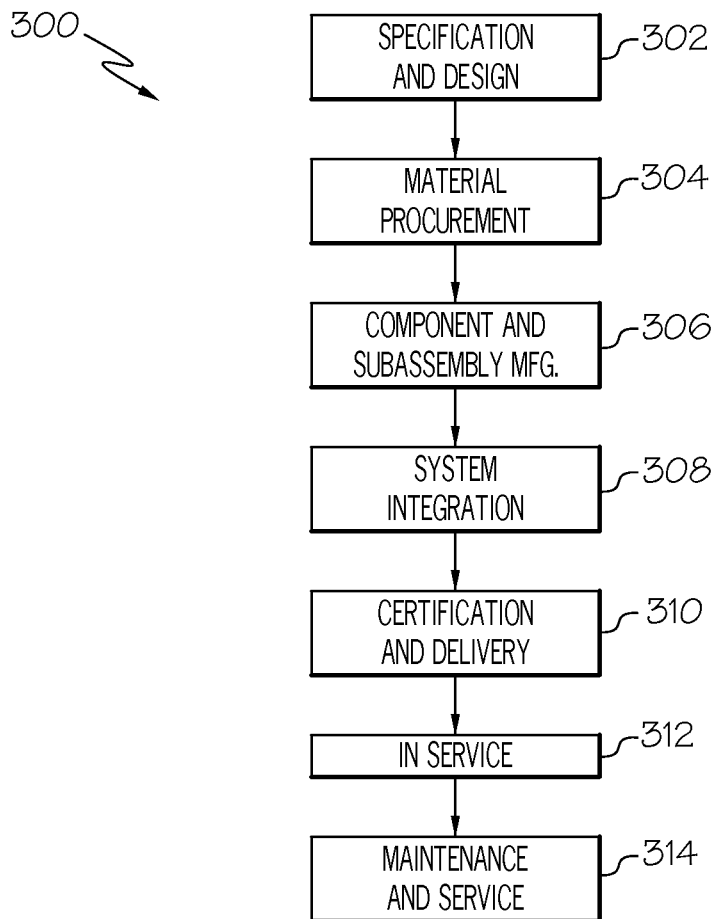 300
SPECIFICATION
AND DESIGN
302
MATERIAL
PROCUREMENT
304
COMPONENT AND
SUBASSEMBLY MFG.
306
SYSTEM
INTEGRATION
308
CERTIFICATION
AND DELIVERY
310
IN SERVICE
312
MAINTENANCE
AND SERVICE
314